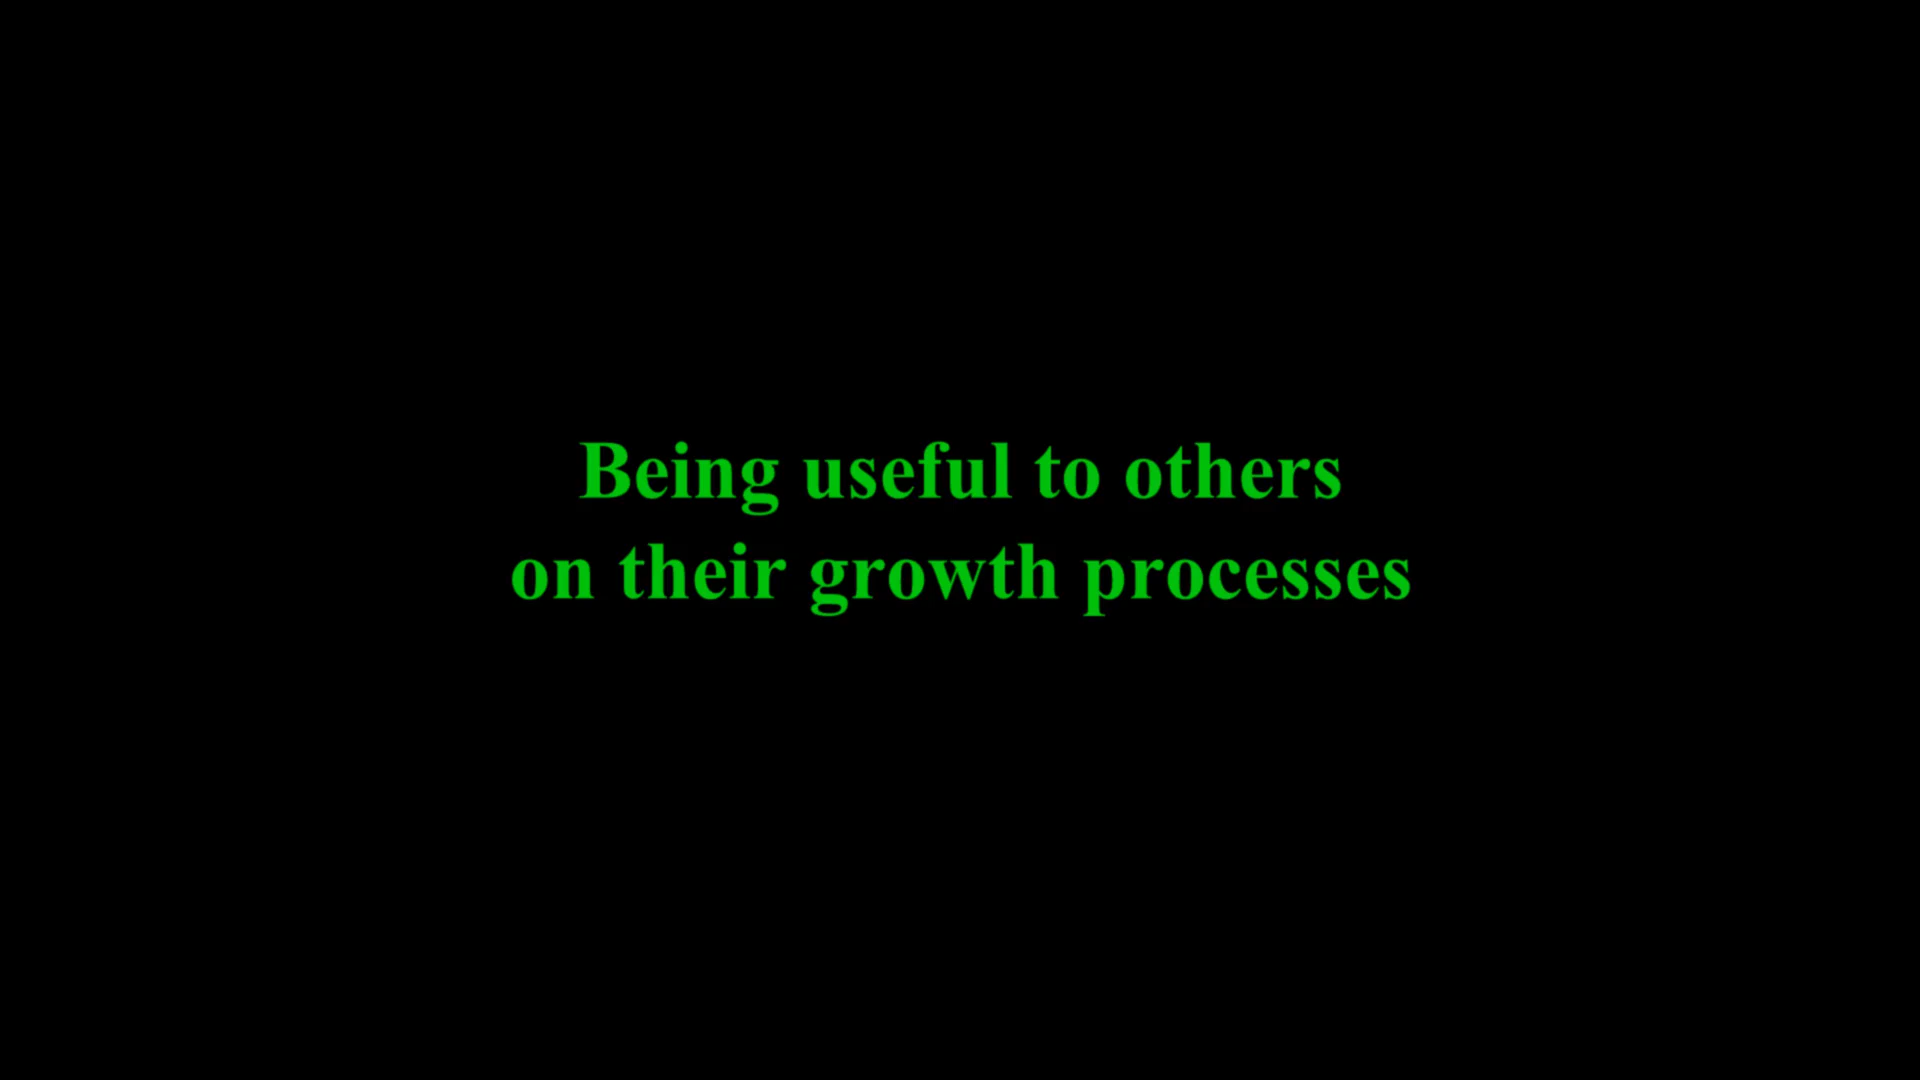 Being useful to others
on their growth processes